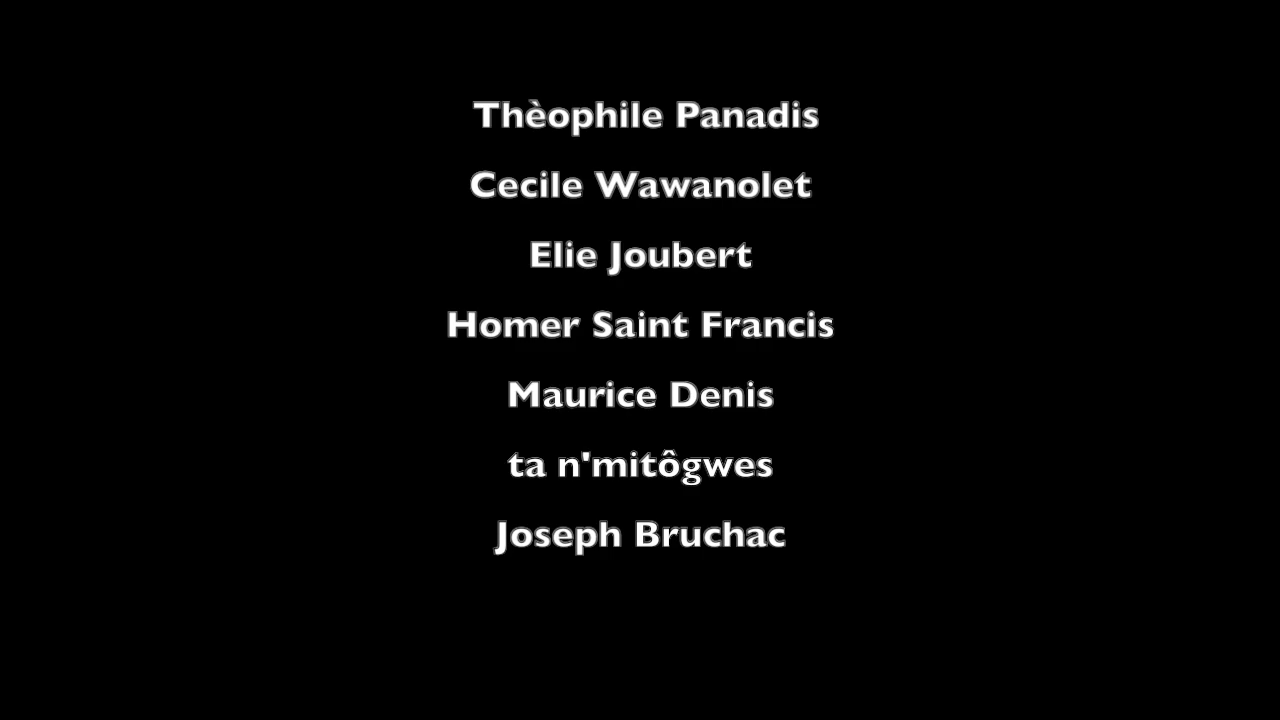 Thèophile Panadis
Cecile Wawanolet
Elie Joubert
Homer Saint Francis
Maurice Denis
ta n'mitôgwes
Joseph Bruchac